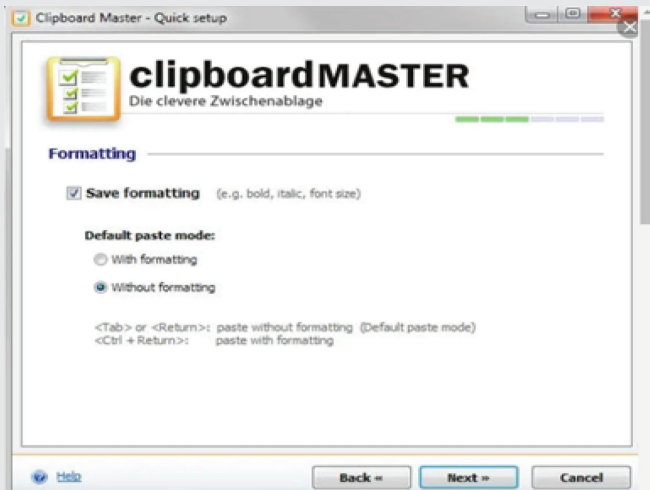 Clipboard Master - Quick setup
clipboardMASTER
Die clevere Zwischenablage
Formatting
Save formatting (e.g. bold, italic, font size)
Default paste mode:
With formatting
Without formatting
<Tab> or <Return>: paste without formatting (Default paste mode)
<Ctrl + Return>: paste with formatting
Help Back « Next » Cancel